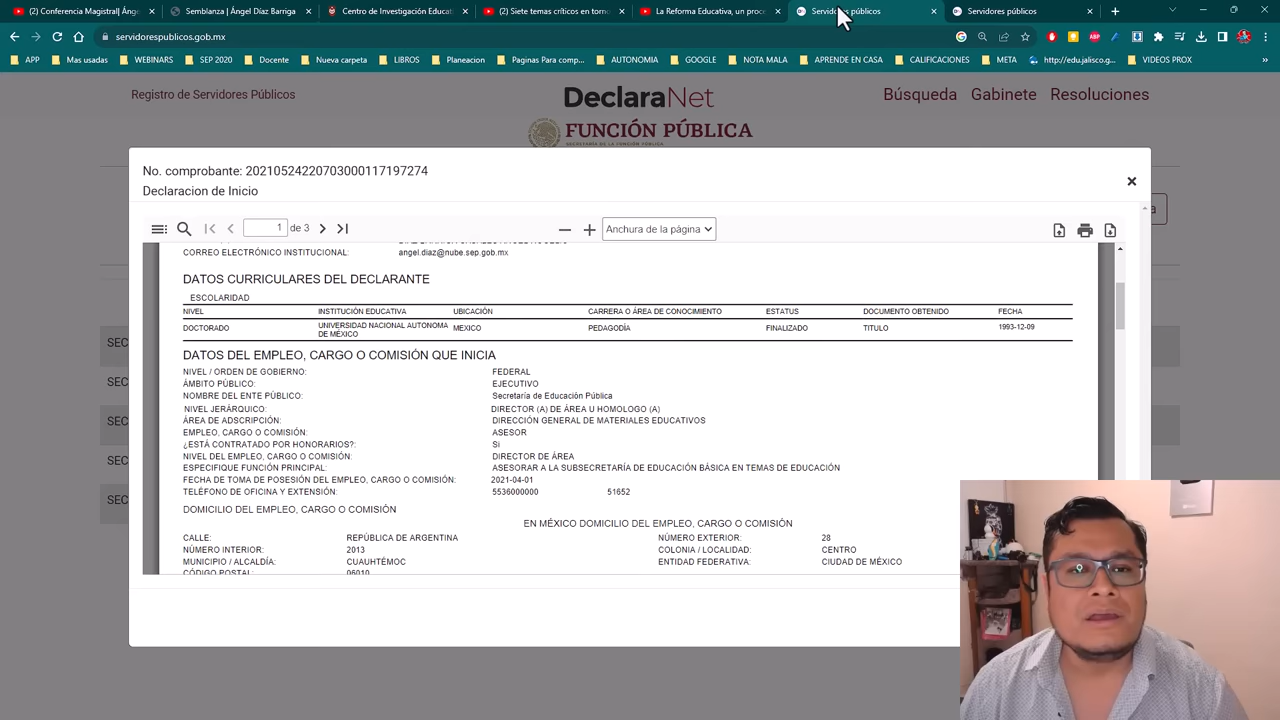 (2) Conferencia Magistral| Áng
Semblanza | Ángel Díaz Barriga
Centro de Investigación Educati
(2) Siete temas críticos en torno
La Reforma Educativa, un proce
Servidores públicos
Servidores públicos
servidorespublicos.gob.mx
APP
Mas usadas
WEBINARS
SEP 2020
Docente
Nueva carpeta
LIBROS
Planeacion
Paginas Para comp...
AUTONOMIA
GOOGLE
NOTA MALA
APRENDE EN CASA
CALIFICACIONES
META
http://edu.jalisco.g...
VIDEOS PROX
»
Registro de Servidores Públicos
DeclaraNet
Búsqueda Gabinete Resoluciones
FUNCIÓN PÚBLICA
No. comprobante: 20210524220703000117197274
Declaracion de Inicio
1 de 3
Anchura de la página
CORREO ELECTRÓNICO INSTITUCIONAL: angel.diaz@nube.sep.gob.mx
DATOS CURRICULARES DEL DECLARANTE
ESCOLARIDAD
NIVEL INSTITUCIÓN EDUCATIVA UBICACIÓN CARRERA O ÁREA DE CONOCIMIENTO ESTATUS DOCUMENTO OBTENIDO FECHA
DOCTORADO UNIVERSIDAD NACIONAL AUTONOMA MEXICO PEDAGOGÍA FINALIZADO TITULO 1993-12-09
DE MÉXICO
DATOS DEL EMPLEO, CARGO O COMISIÓN QUE INICIA
NIVEL / ORDEN DE GOBIERNO: FEDERAL
ÁMBITO PÚBLICO: EJECUTIVO
NOMBRE DEL ENTE PÚBLICO: Secretaría de Educación Pública
NIVEL JERÁRQUICO: DIRECTOR (A) DE ÁREA U HOMOLOGO (A)
ÁREA DE ADSCRIPCIÓN: DIRECCIÓN GENERAL DE MATERIALES EDUCATIVOS
EMPLEO, CARGO O COMISIÓN: ASESOR
¿ESTÁ CONTRATADO POR HONORARIOS?: Si
NIVEL DEL EMPLEO, CARGO O COMISIÓN: DIRECTOR DE ÁREA
ESPECIFIQUE FUNCIÓN PRINCIPAL: ASESORAR A LA SUBSECRETARÍA DE EDUCACIÓN BÁSICA EN TEMAS DE EDUCACIÓN
FECHA DE TOMA DE POSESIÓN DEL EMPLEO, CARGO O COMISIÓN: 2021-04-01
TELÉFONO DE OFICINA Y EXTENSIÓN: 5536000000 51652
DOMICILIO DEL EMPLEO, CARGO O COMISIÓN
EN MÉXICO DOMICILIO DEL EMPLEO, CARGO O COMISIÓN
CALLE: REPÚBLICA DE ARGENTINA NÚMERO EXTERIOR: 28
NÚMERO INTERIOR: 2013 COLONIA / LOCALIDAD: CENTRO
MUNICIPIO / ALCALDÍA: CUAUHTÉMOC ENTIDAD FEDERATIVA: CIUDAD DE MÉXICO
CÓDIGO POSTAL:
SEC
SEC
SEC
SEC
SEC